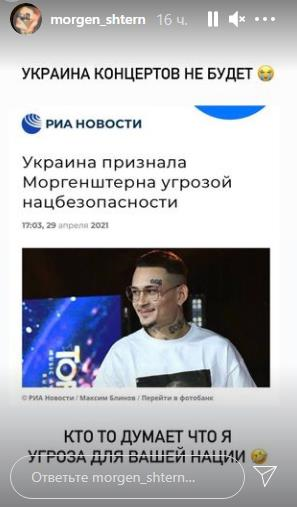 morgen_shtern 16 ч.
УКРАИНА КОНЦЕРТОВ НЕ БУДЕТ 😭
РИА НОВОСТИ
Украина признала
Моргенштерна угрозой
нацбезопасности
17:03, 29 апреля 2021
© РИА Новости / Максим Блинов / Перейти в фотобанк
КТО ТО ДУМАЕТ ЧТО Я
УГРОЗА ДЛЯ ВАШЕЙ НАЦИИ 🤣
Ответьте morgen_shtern...